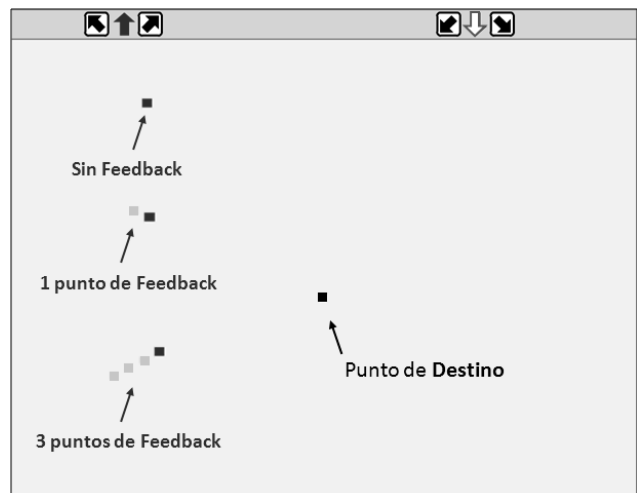 Sin Feedback
1 punto de Feedback
Punto de Destino
3 puntos de Feedback